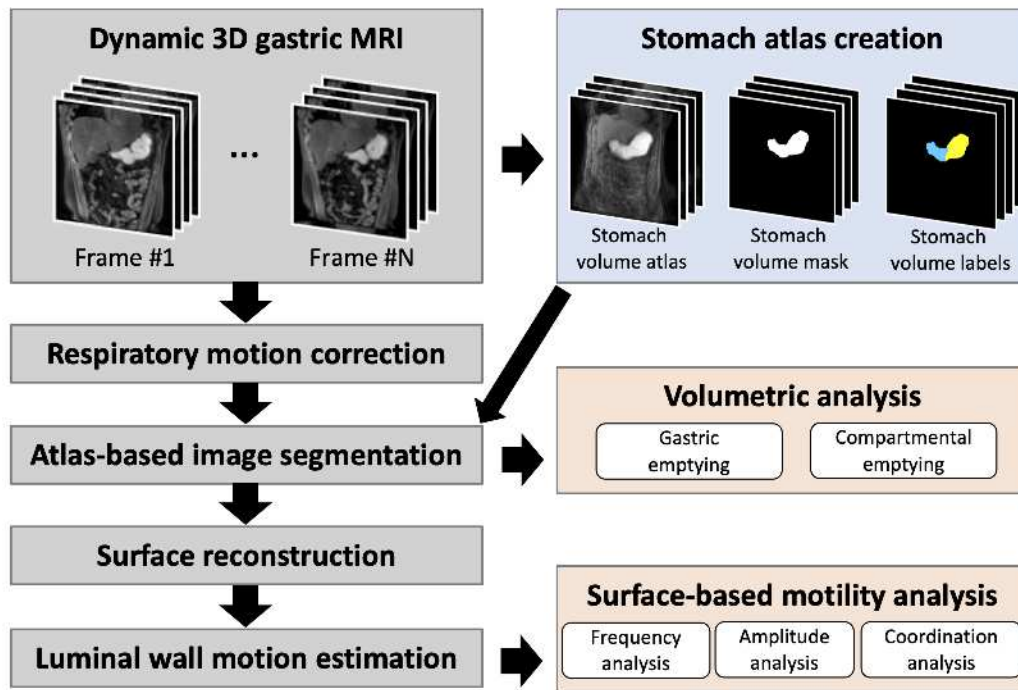 Dynamic 3D gastric MRI
...
Frame #1
Frame #N
Stomach atlas creation
Stomach
volume atlas
Stomach
volume mask
Stomach
volume labels
Respiratory motion correction
Atlas-based image segmentation
Volumetric analysis
Gastric
emptying
Compartmental
emptying
Surface reconstruction
Luminal wall motion estimation
Surface-based motility analysis
Frequency
analysis
Amplitude
analysis
Coordination
analysis